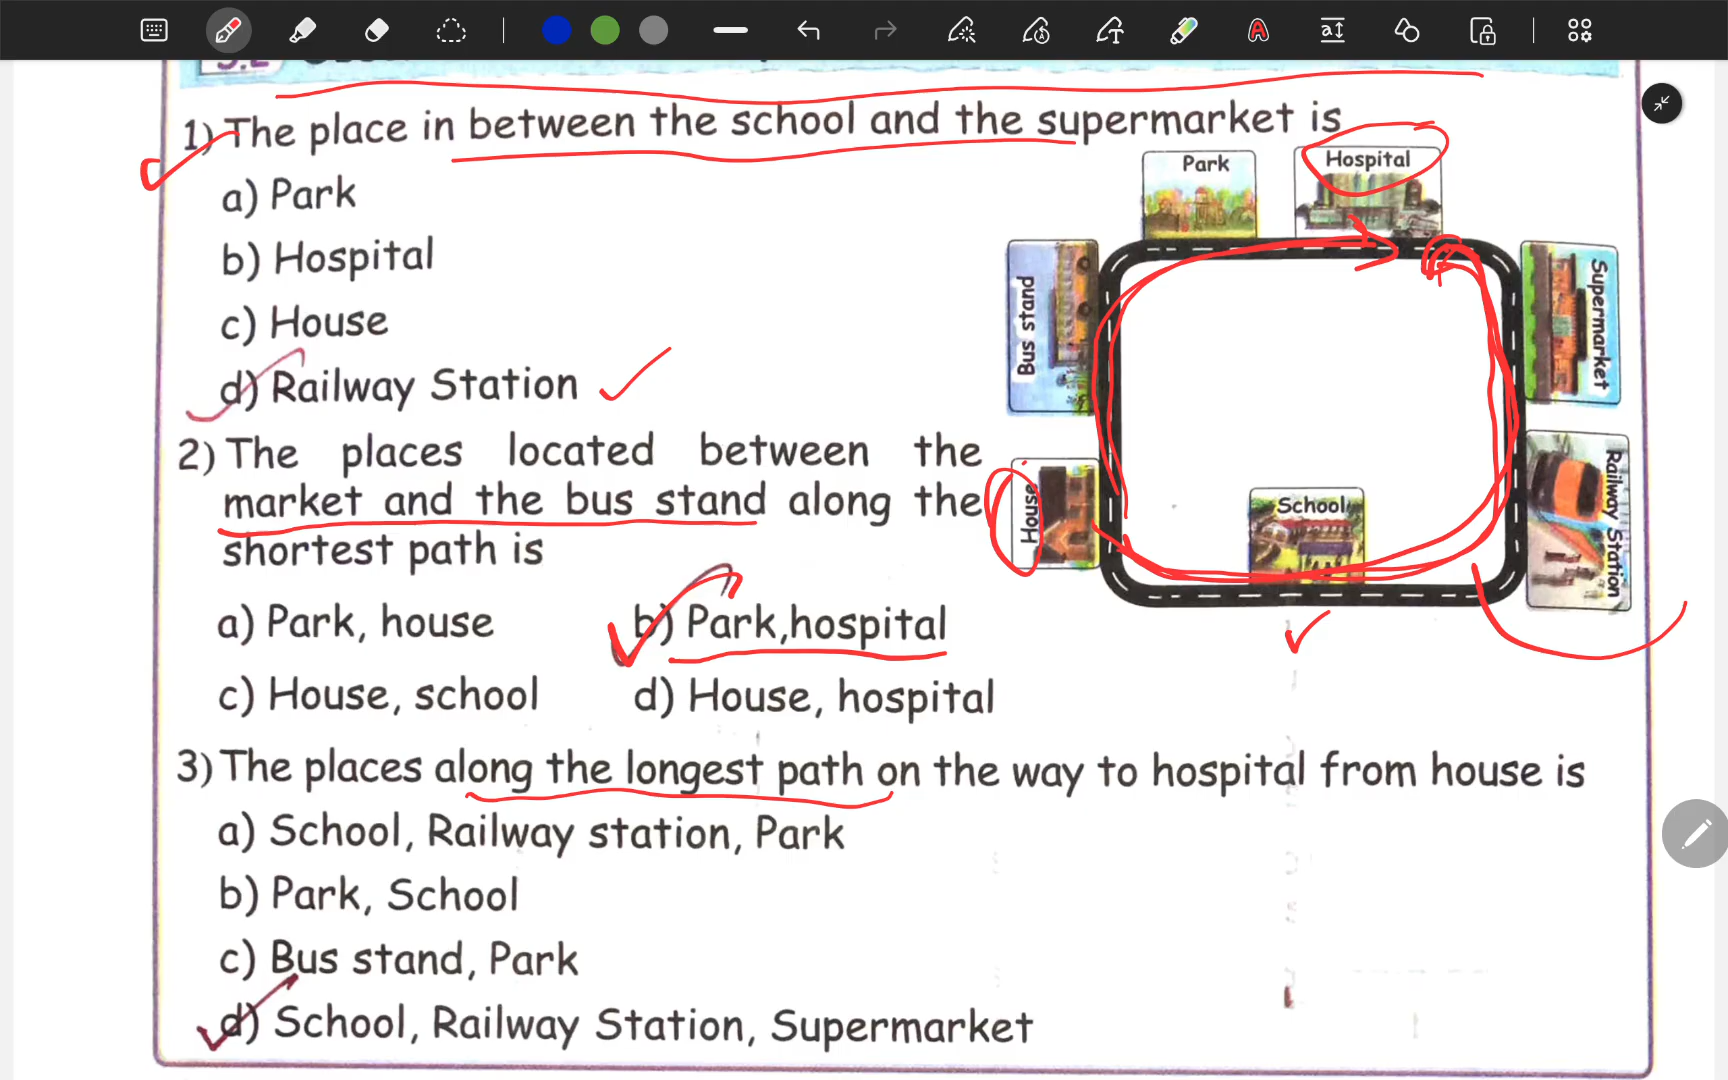 1) The place in between the school and the supermarket is
a) Park
b) Hospital
c) House
d) Railway Station
Park
Hospital
Bus stand
Supermarket
House
School
Railway Station
2) The places located between the
market and the bus stand along the
shortest path is
a) Park, house
b) Park,hospital
c) House, school
d) House, hospital
3) The places along the longest path on the way to hospital from house is
a) School, Railway station, Park
b) Park, School
c) Bus stand, Park
d) School, Railway Station, Supermarket